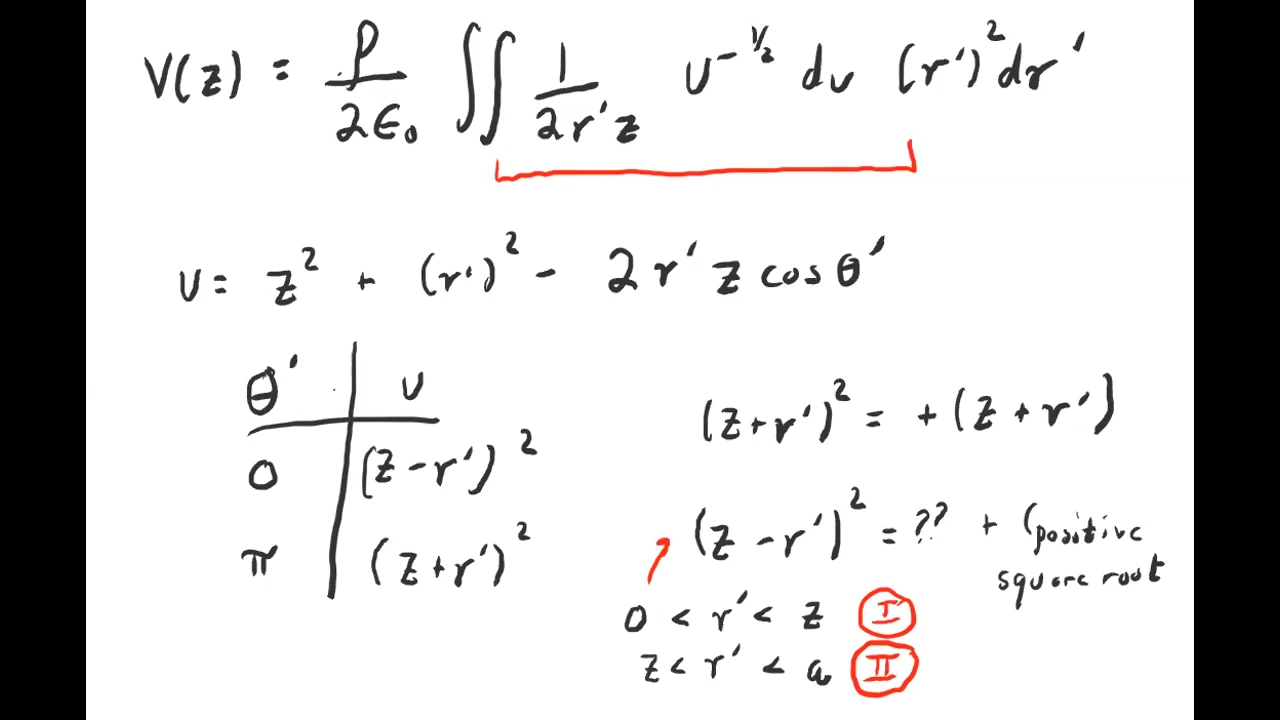 V(z) = ρ/2ϵ₀ ∫∫ 1/2r'z u^-1/2 du (r')² dr'
u = z² + (r')² - 2r'z cos θ'
θ' u
0 (z - r')²
π (z + r')²
(z + r')² = + (z + r')
(z - r')² = ?? + (positive
square root
0 < r' < z I
z < r' < a II